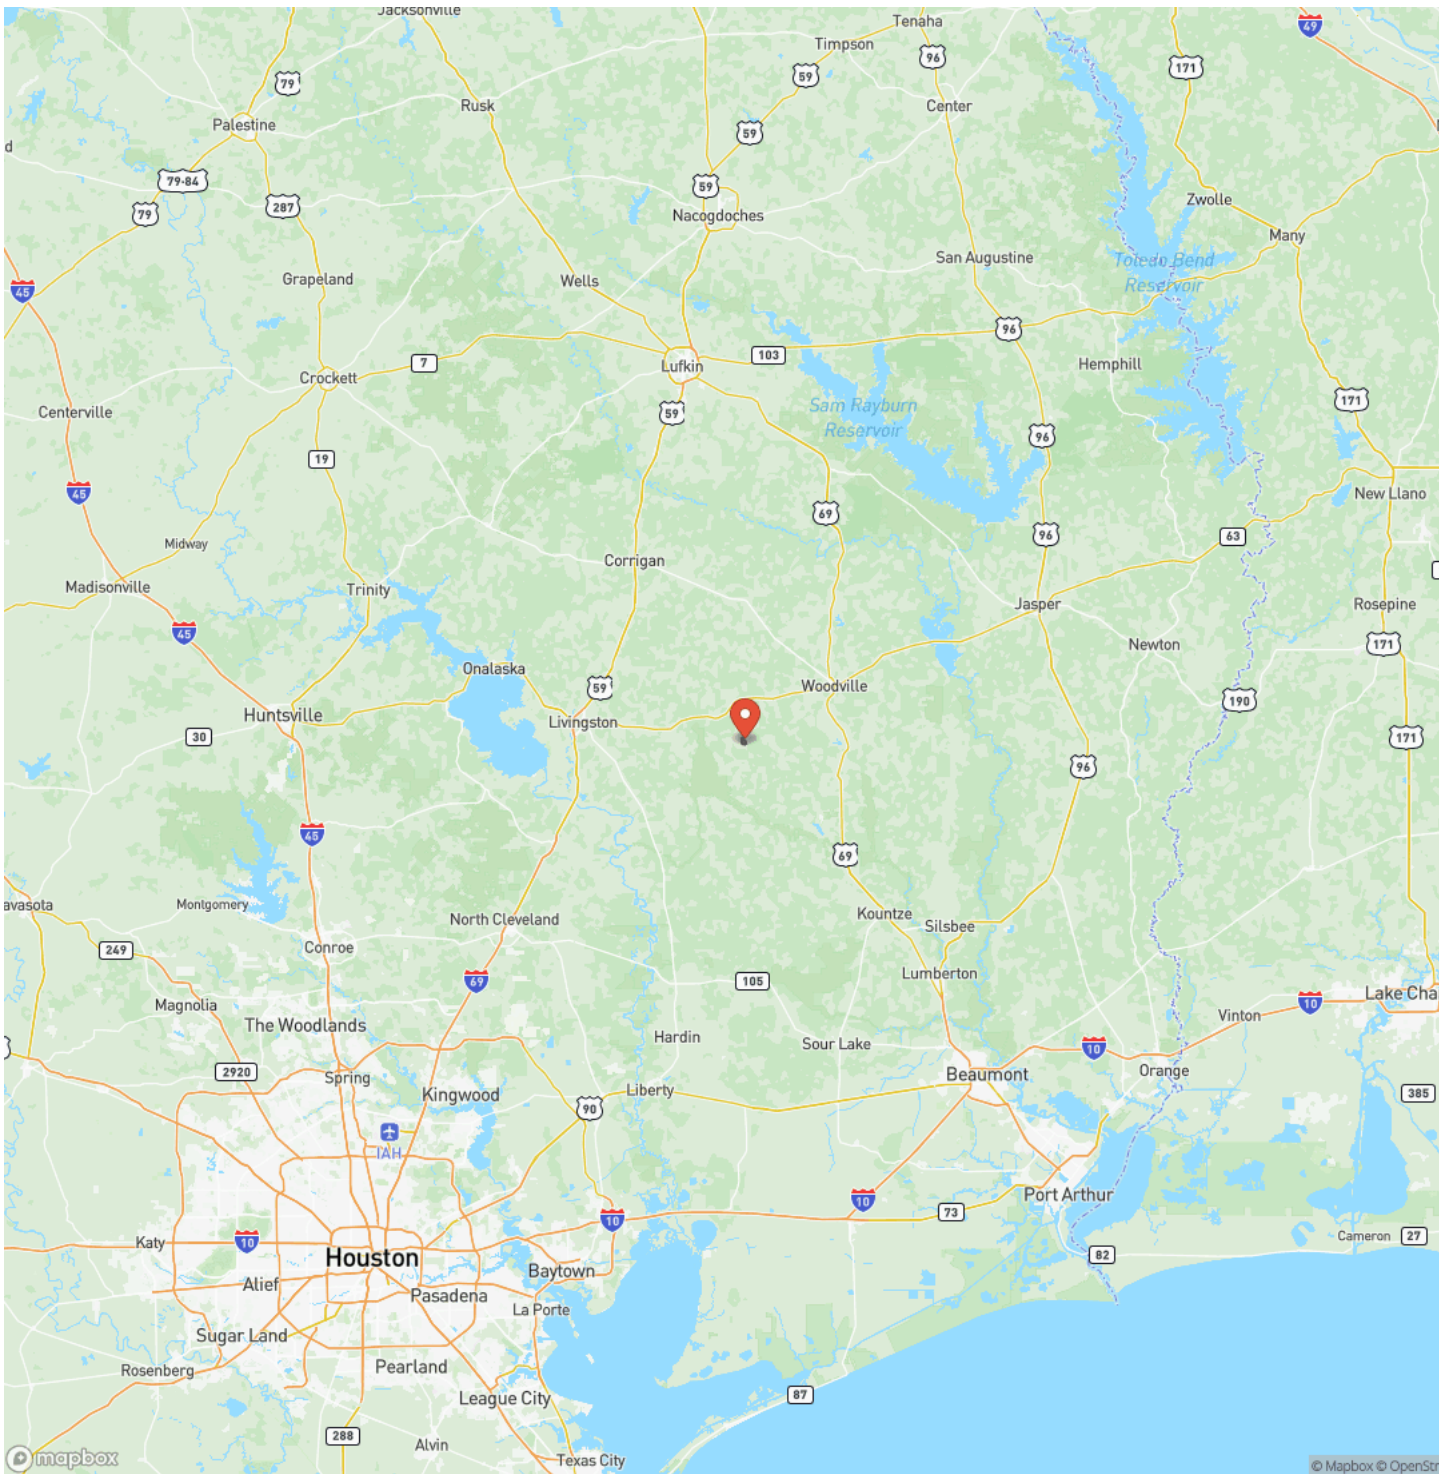 Jacksonville
Tenaha
49
Timpson
96
59
171
79
Rusk
Center
Palestine
59
d
79-84
59
Zwolle
287
79
Nacogdoches
Many
San Augustine
Toledo Bend
Reservoir
Grapeland
Wells
45
96
103
7
Lufkin
Hemphill
Crockett
171
Centerville
59
Sam Rayburn
Reservoir
96
19
45
New Llano
69
96
63
Midway
Corrigan
Madisonville
Trinity
Jasper
Rosepine
45
Newton
171
Onalaska
59
Woodville
190
Huntsville
Livingston
30
171
96
45
69
avasota
Montgomery
North Cleveland
Kountze
Silsbee
249
Conroe
Lumberton
69
105
Lake Cha
Magnolia
10
The Woodlands
Vinton
Hardin
Sour Lake
10
2920
Spring
Beaumont
Orange
Kingwood
Liberty
385
90
IAH
Port Arthur
10
73
10
Katy
10
Cameron
27
82
Houston
Baytown
Alief
Pasadena
La Porte
Sugar Land
Rosenberg
Pearland
87
League City
288
Alvin
mapbox
Texas City
© Mapbox © OpenStr